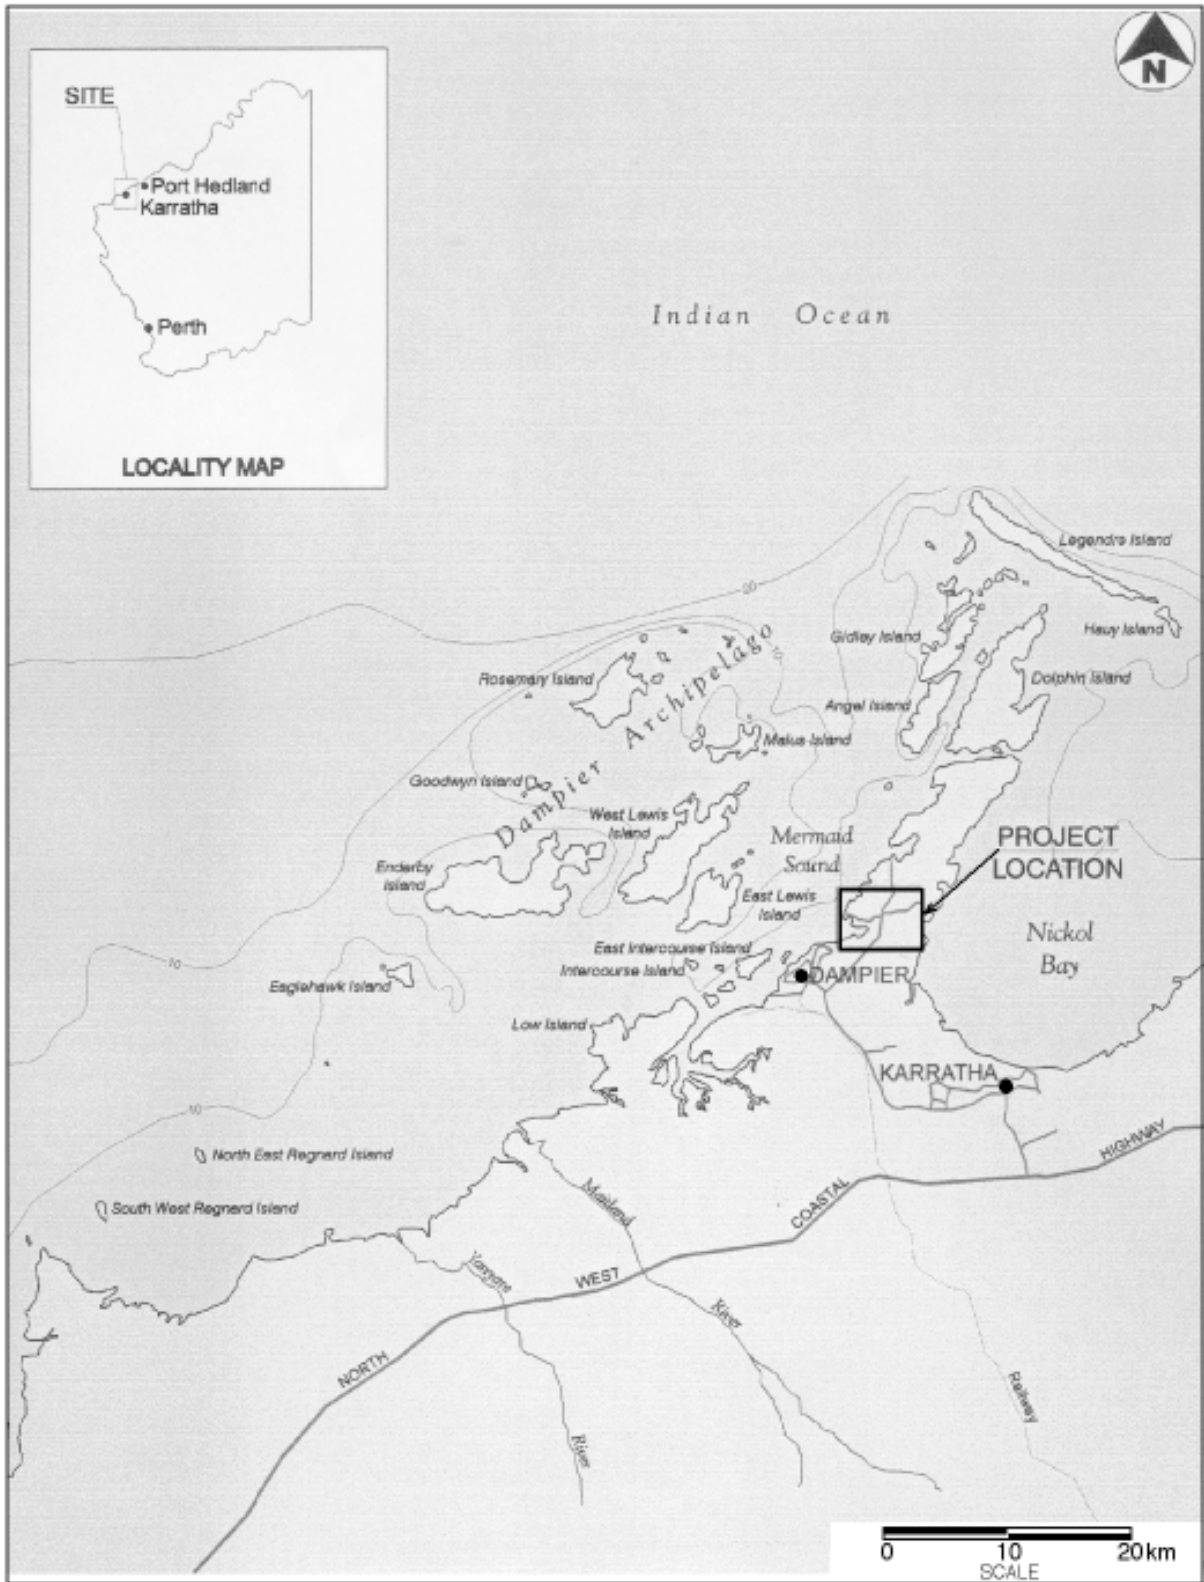 N
SITE
Port Hedland
Karratha
Perth
LOCALITY MAP
Indian Ocean
Legendre Island
20
Hauy Island
Gidley Island
10
Dampier Archipelago
Rosemary Island
Dolphin Island
Angel Island
Malus Island
Goodwyn Island
West Lewis
Island
Mermaid
Sound
PROJECT
LOCATION
Enderby
Island
East Lewis
Island
Nickol
Bay
East Intercourse Island
Intercourse Island
10
DAMPIER
Eaglehawk Island
Low Island
KARRATHA
10
North East Regnard Island
HIGHWAY
Maitland
COASTAL
South West Regnard Island
Yanyare
WEST
River
NORTH
Railway
River
0 10 20km
SCALE